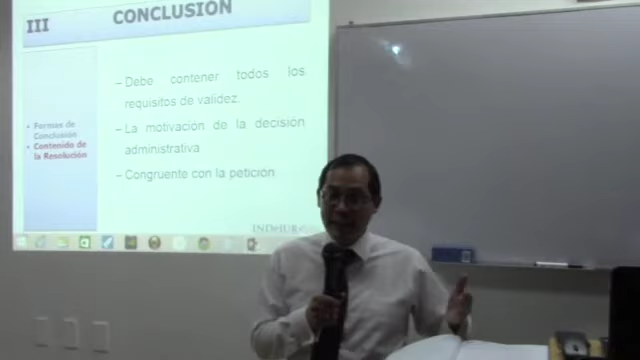 III CONCLUSIÓN
– Debe contener todos los
requisitos de validez.
– La motivación de la decisión
administrativa
– Congruente con la petición
• Formas de
Conclusión
• Contenido de
la Resolución
INDeJUR